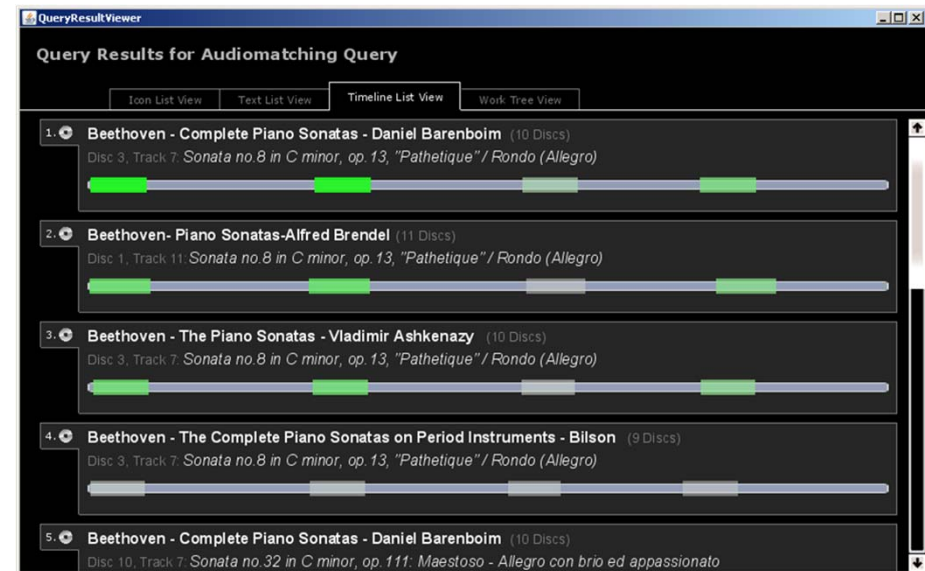 QueryResultViewer
Query Results for Audiomatching Query
Icon List View Text List View Timeline List View Work Tree View
1. Beethoven - Complete Piano Sonatas - Daniel Barenboim (10 Discs)
Disc 3, Track 7: Sonata no.8 in C minor, op.13, "Pathetique" / Rondo (Allegro)
2. Beethoven- Piano Sonatas-Alfred Brendel (11 Discs)
Disc 1, Track 11: Sonata no.8 in C minor, op.13, "Pathetique" / Rondo (Allegro)
3. Beethoven - The Piano Sonatas - Vladimir Ashkenazy (10 Discs)
Disc 3, Track 7: Sonata no.8 in C minor, op.13, "Pathetique" / Rondo (Allegro)
4. Beethoven - The Complete Piano Sonatas on Period Instruments - Bilson (9 Discs)
Disc 3, Track 7: Sonata no.8 in C minor, op.13, "Pathetique" / Rondo (Allegro)
5. Beethoven - Complete Piano Sonatas - Daniel Barenboim (10 Discs)
Disc 10, Track 7: Sonata no.32 in C minor, op.111: Maestoso - Allegro con brio ed appassionato